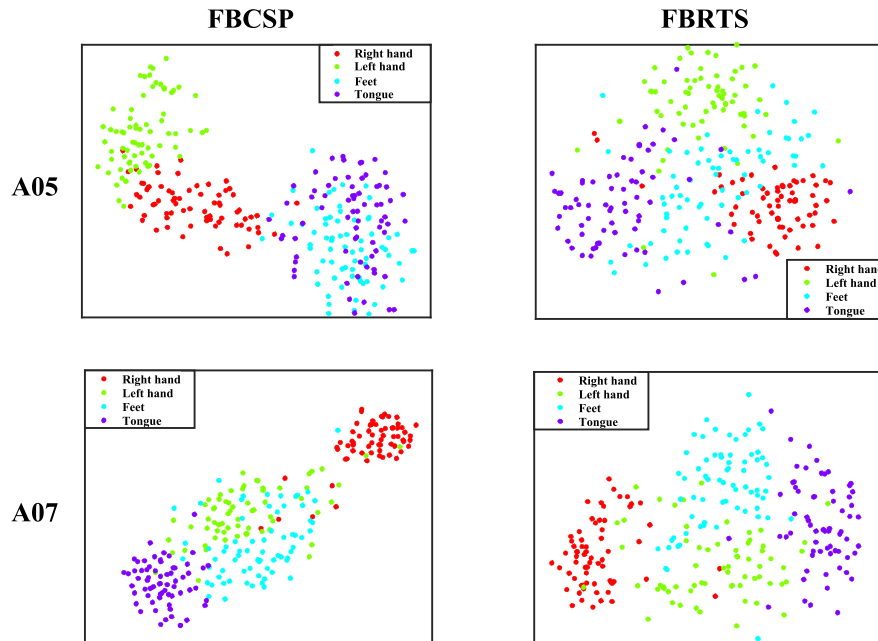 FBCSP
FBRTS
A05
Right hand
Left hand
Feet
Tongue
Right hand
Left hand
Feet
Tongue
A07
Right hand
Left hand
Feet
Tongue
Right hand
Left hand
Feet
Tongue